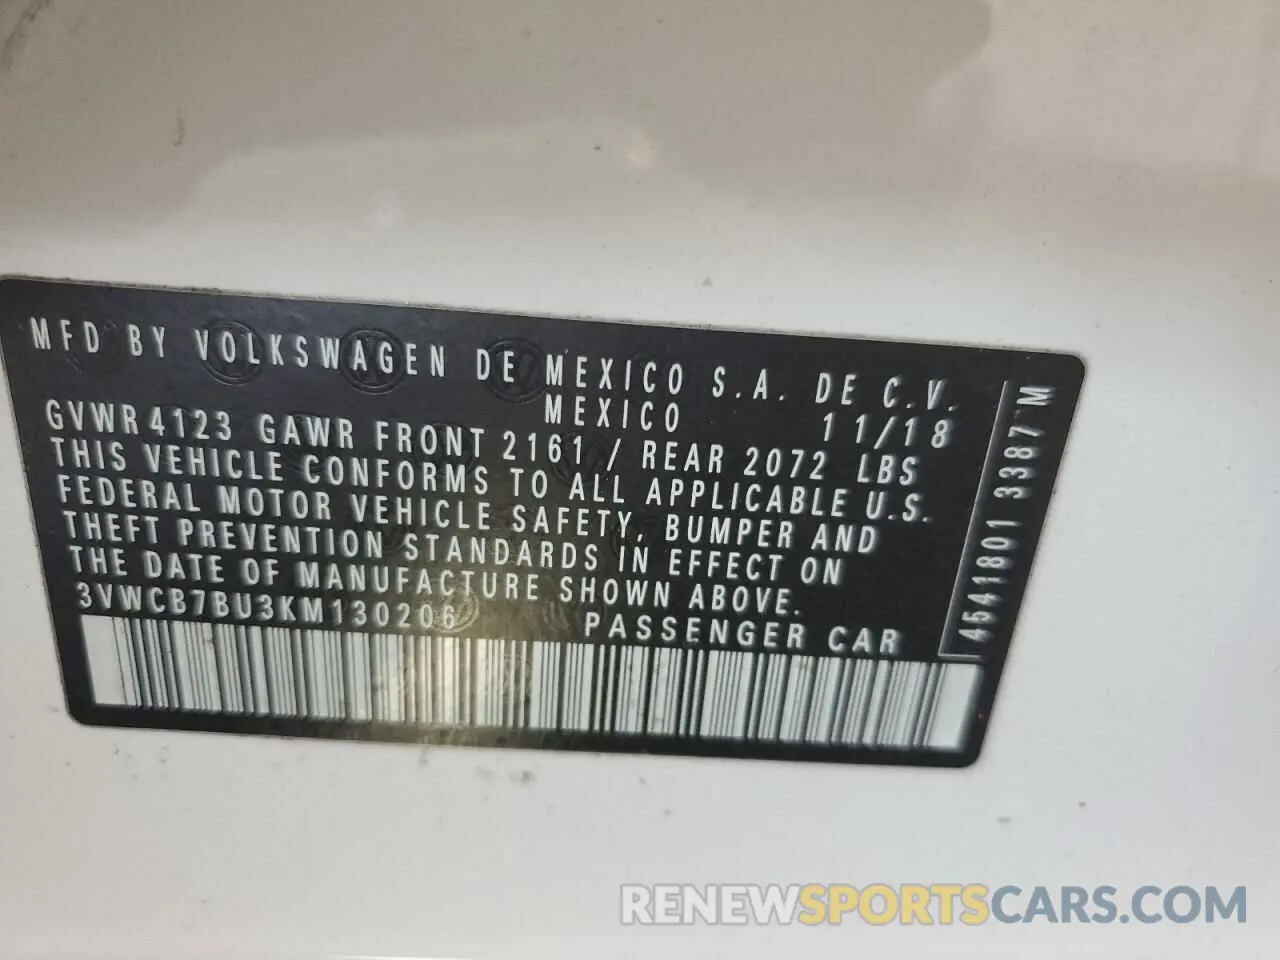 MFD BY VOLKSWAGEN DE MEXICO S.A. DE C.V.
MEXICO 11/18
GVWR 4123 GAWR FRONT 2161 / REAR 2072 LBS
THIS VEHICLE CONFORMS TO ALL APPLICABLE U.S.
FEDERAL MOTOR VEHICLE SAFETY, BUMPER AND
THEFT PREVENTION STANDARDS IN EFFECT ON
THE DATE OF MANUFACTURE SHOWN ABOVE.
3VWCB7BU3KM130206 PASSENGER CAR
4541801 3387 M
RENEWSPORTSCARS.COM